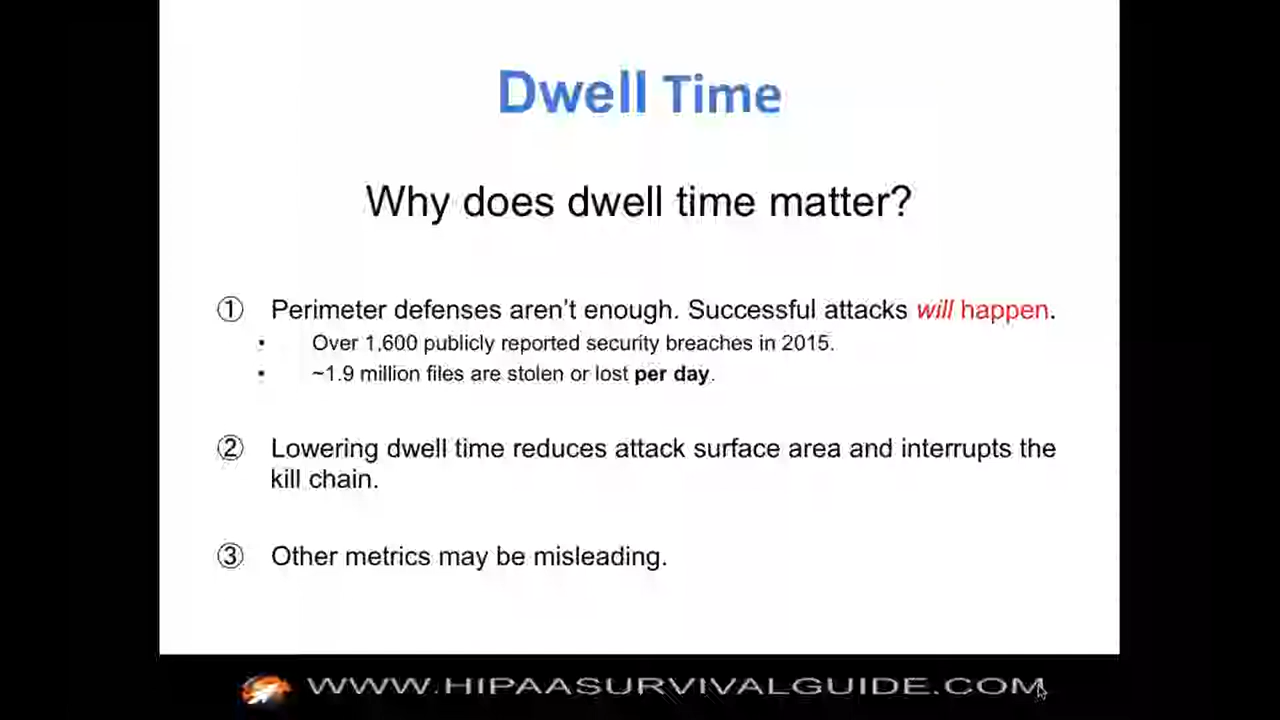 Dwell Time
Why does dwell time matter?
① Perimeter defenses aren’t enough. Successful attacks will happen.
• Over 1,600 publicly reported security breaches in 2015.
• ~1.9 million files are stolen or lost per day.
② Lowering dwell time reduces attack surface area and interrupts the
kill chain.
③ Other metrics may be misleading.
WWW.HIPAASURVIVALGUIDE.COM